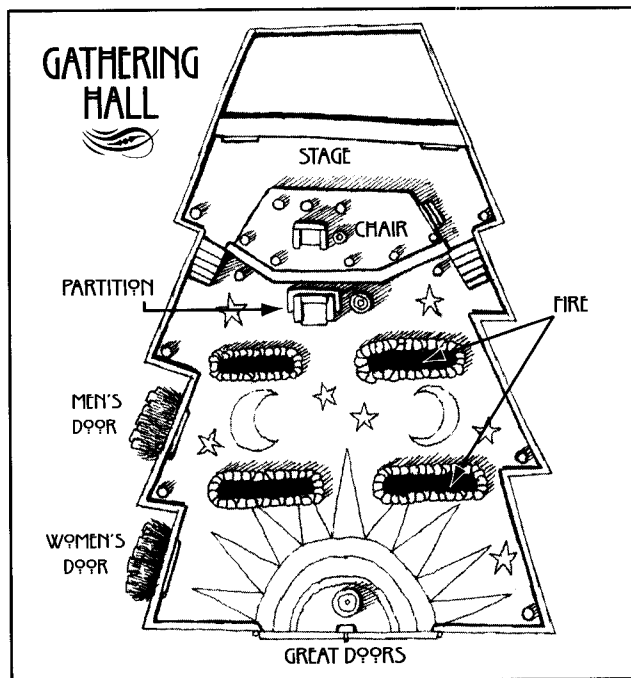 GATHERING
HALL
STAGE
CHAIR
PARTITION
FIRE
MEN'S
DOOR
WOMEN'S
DOOR
GREAT DOORS